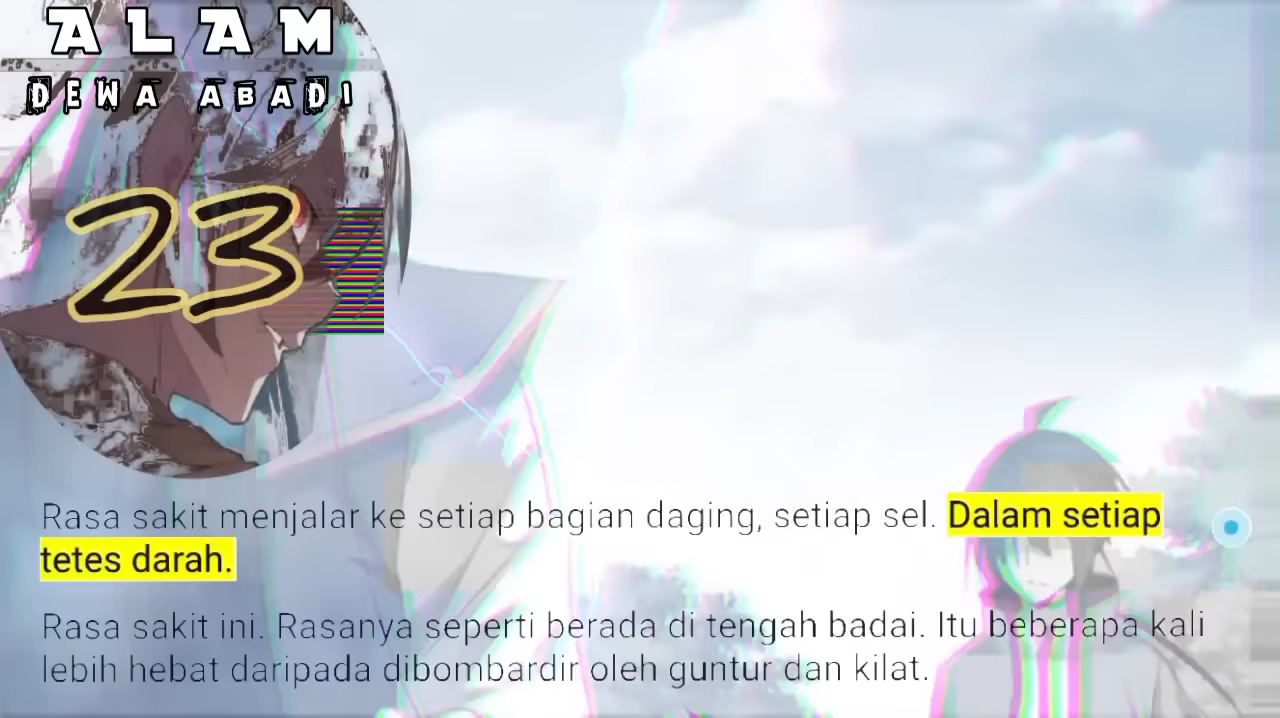 ALAM
DEWA ABADI
23
Rasa sakit menjalar ke setiap bagian daging, setiap sel. Dalam setiap
tetes darah.
Rasa sakit ini. Rasanya seperti berada di tengah badai. Itu beberapa kali
lebih hebat daripada dibombardir oleh guntur dan kilat.